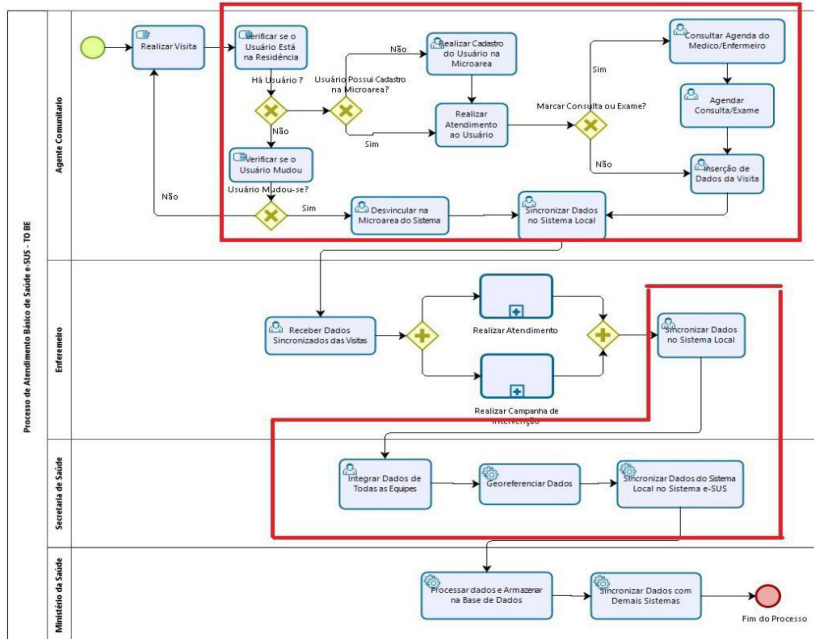 Processo de Atendimento Básico de Saúde e-SUS - TO BE
Agente Comunitario
Realizar Visita
Verificar se o
Usuário Está
na Residência
Há Usuário ?
Não
Verificar se o
Usuário Mudou
Usuário Mudou-se?
Não
Sim
Usuário Possui Cadastro
na Microarea?
Não
Sim
Realizar Cadastro
do Usuário na
Microarea
Realizar
Atendimento
ao Usuário
Marcar Consulta ou Exame?
Sim
Não
Consultar Agenda do
Medico/Enfermeiro
Agendar
Consulta/Exame
Inserção de
Dados da Visita
Desvincular na
Microarea do Sistema
Sincronizar Dados
no Sistema Local
Enferemeiro
Receber Dados
Sincronizados das Visitas
Realizar Atendimento
Realizar Campanha de
Intervenção
Sincronizar Dados
no Sistema Local
Secretaria de Saúde
Integrar Dados de
Todas as Equipes
Georeferenciar Dados
Sincronizar Dados do Sistema
Local no Sistema e-SUS
Ministério da Saúde
Processar dados e Armazenar
na Base de Dados
Sincronizar Dados com
Demais Sistemas
Fim do Processo